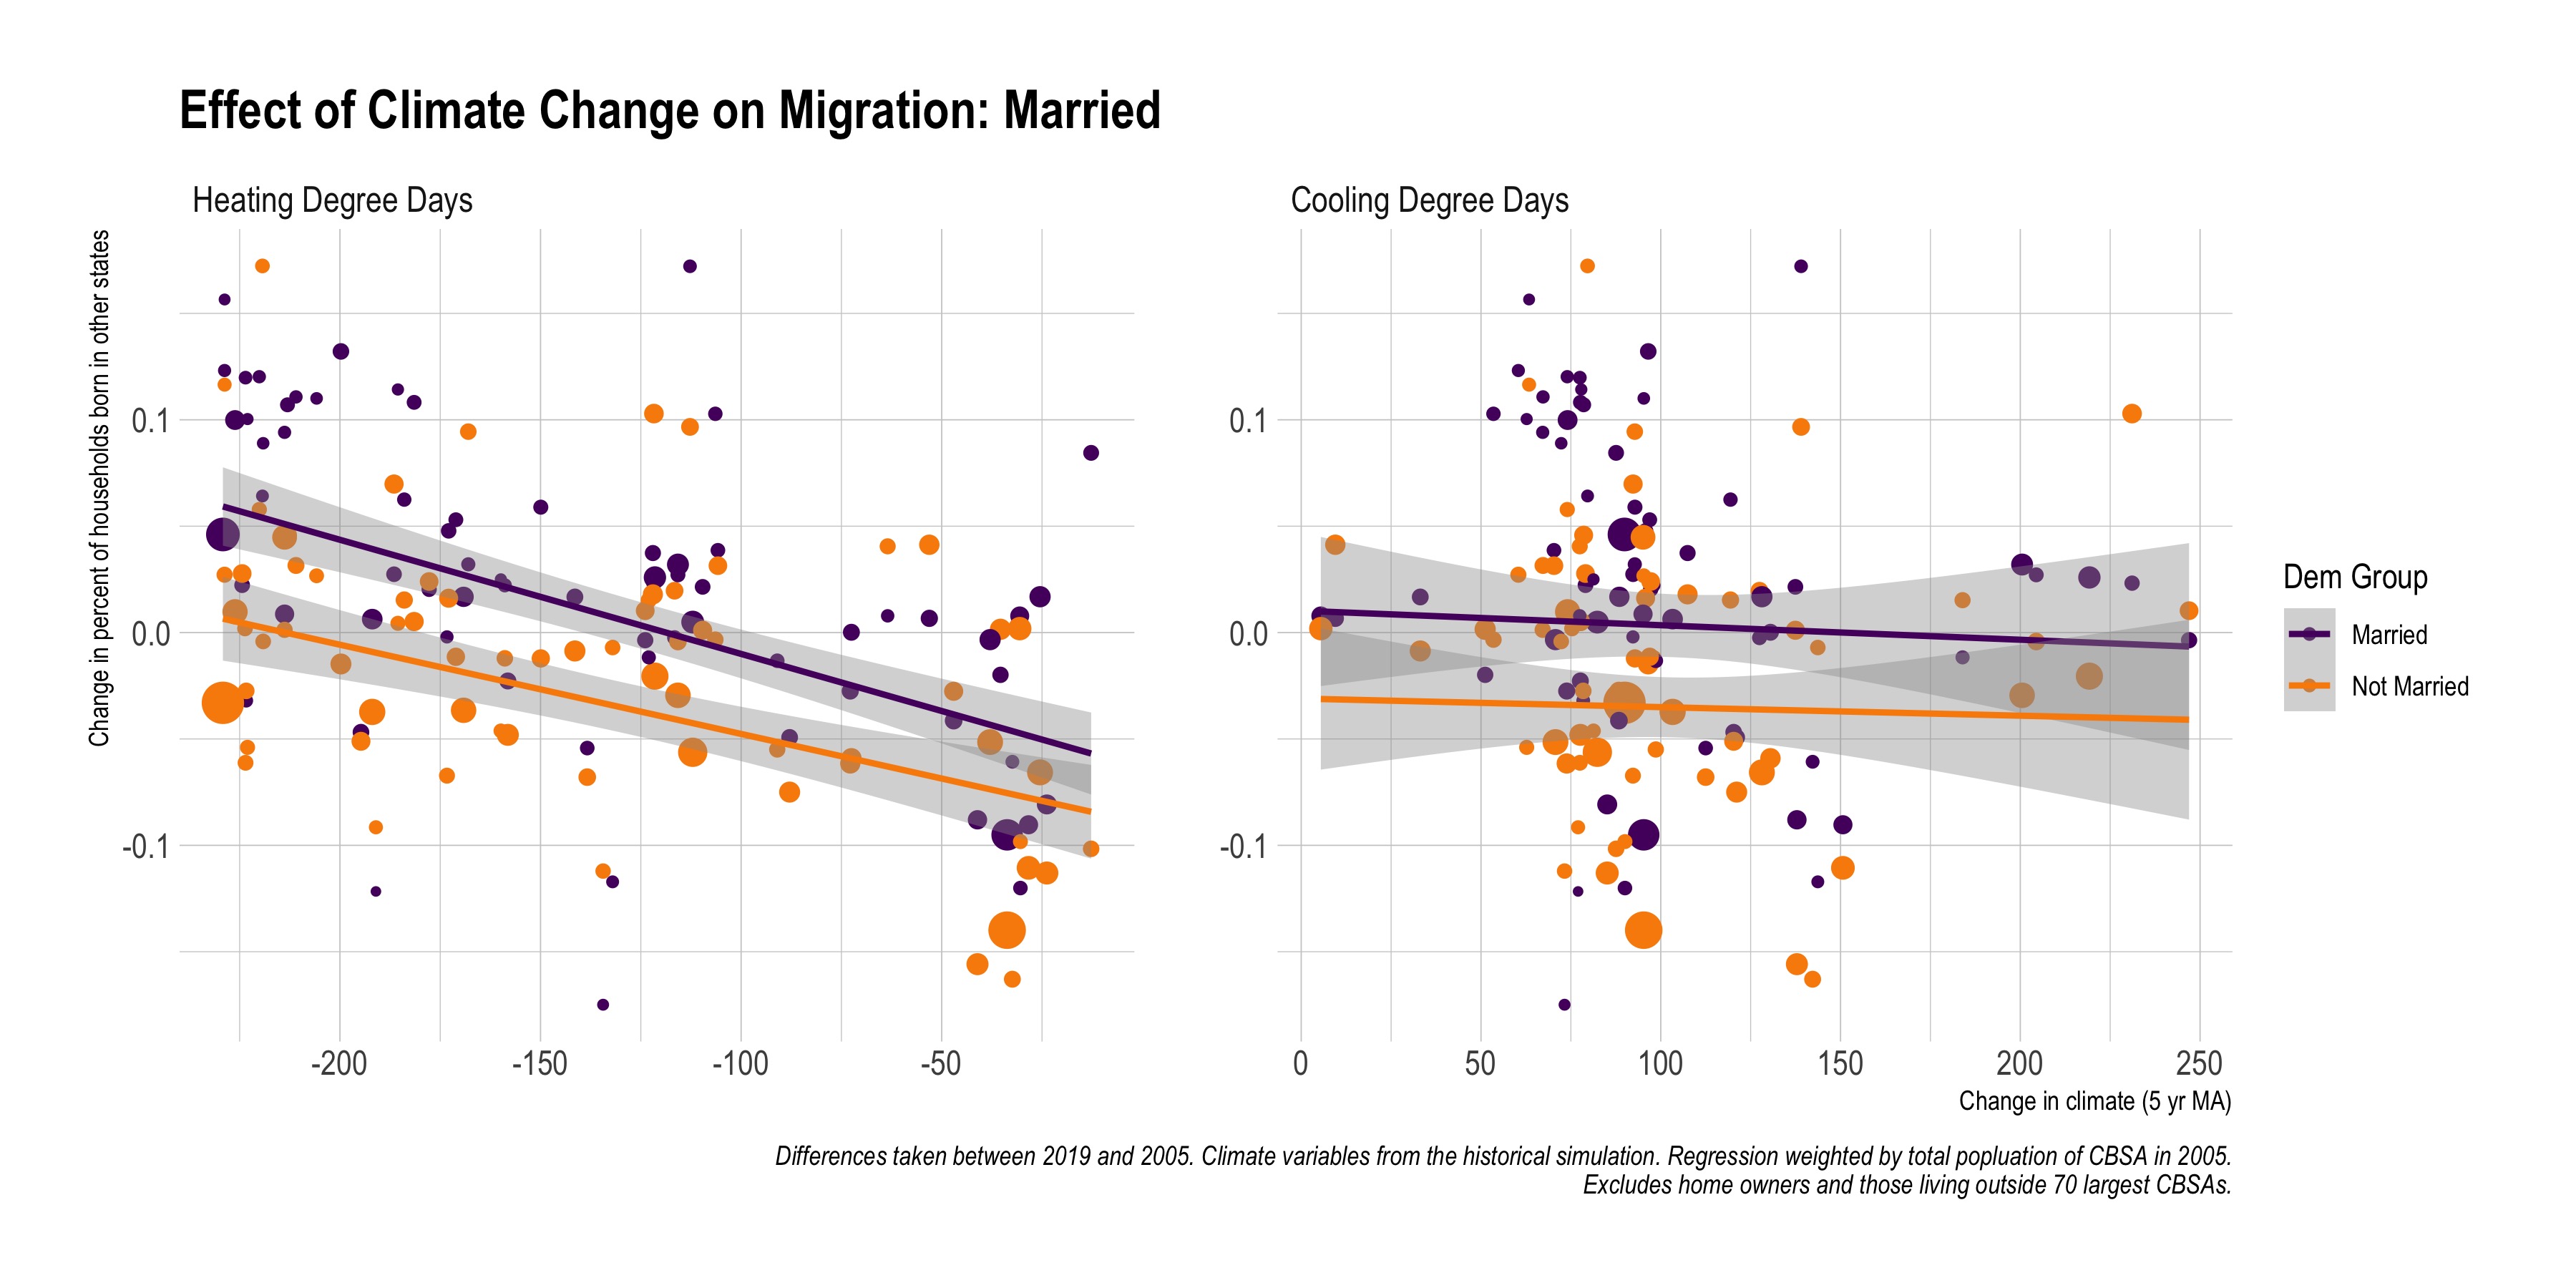 Effect of Climate Change on Migration: Married
Heating Degree Days
Cooling Degree Days
Change in percent of households born in other states
0.1
0.0
-0.1
0.1
0.0
-0.1
-200
-150
-100
-50
0
50
100
150
200
250
Change in climate (5 yr MA)
Dem Group
Married
Not Married
Differences taken between 2019 and 2005. Climate variables from the historical simulation. Regression weighted by total popluation of CBSA in 2005.
Excludes home owners and those living outside 70 largest CBSAs.